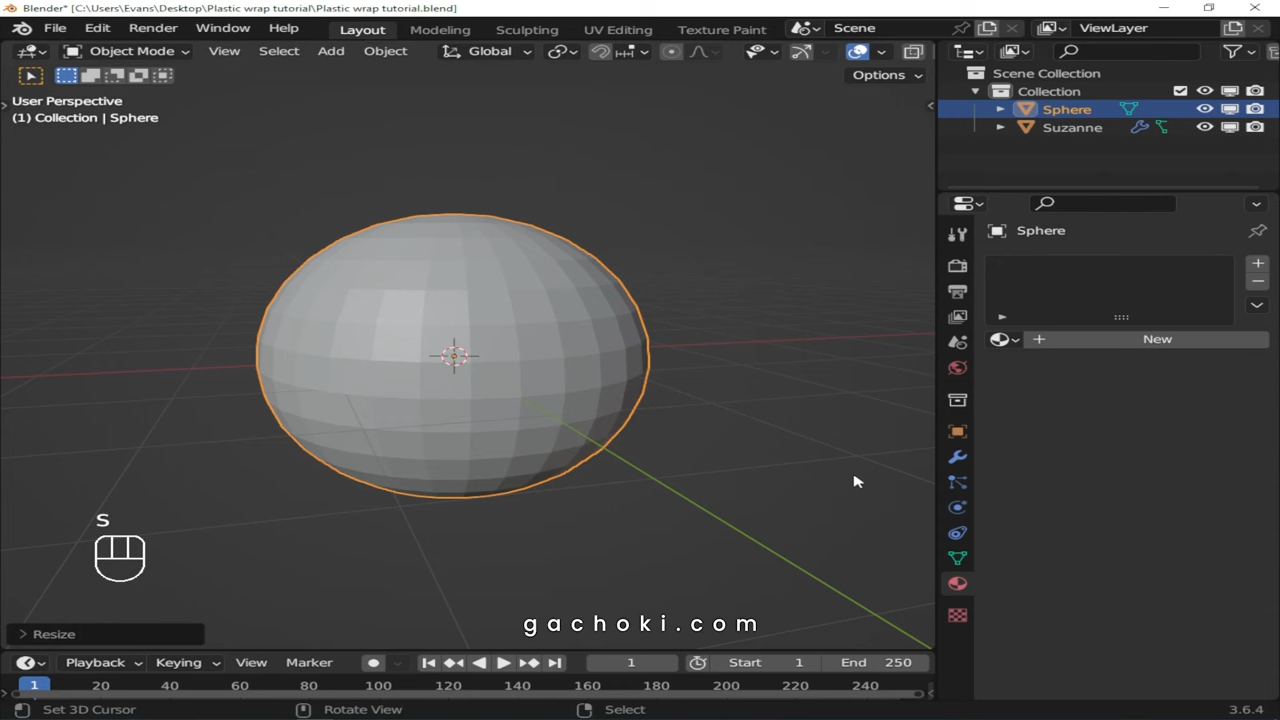 Blender* [C:\Users\Evans\Desktop\Plastic wrap tutorial\Plastic wrap tutorial.blend]
File Edit Render Window Help Layout Modeling Sculpting UV Editing Texture Paint Scene ViewLayer
Object Mode View Select Add Object Global
Options
User Perspective
(1) Collection | Sphere
Scene Collection
Collection
Sphere
Suzanne
Sphere
New
S
gachoki.com
Resize
Playback Keying View Marker 1 Start 1 End 250
1 20 40 60 80 100 120 140 160 180 200 220 240
Set 3D Cursor Rotate View Select 3.6.4